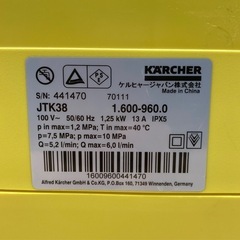 KÄRCHER
ケルヒャージャパン株式会社
Made in China
S/N: 441470 70111
JTK38 1.600-960.0
100 V~ 50/60 Hz 1,25 kW 13 A IPX5
p in max=1,2 MPa; T in max=40 °C
p=7,5 MPa; p max=10 MPa
Q=5,2 l/min; Q max=6,0 l/min
16009600441470
Alfred Kärcher GmbH & Co.KG, P.O.Box 160, 71349 Winnenden, Germany